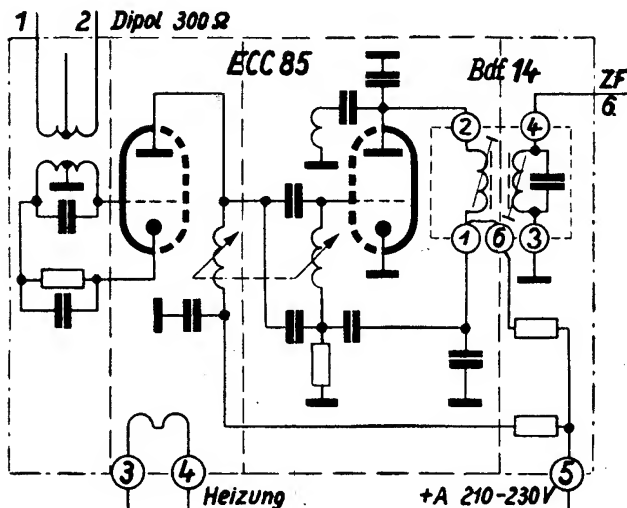 1 2 Dipol 300 Ω
ECC 85
Bdf 14
ZF
6.
2 4
1 6 3
3 4 5
Heizung
+A 210-230V